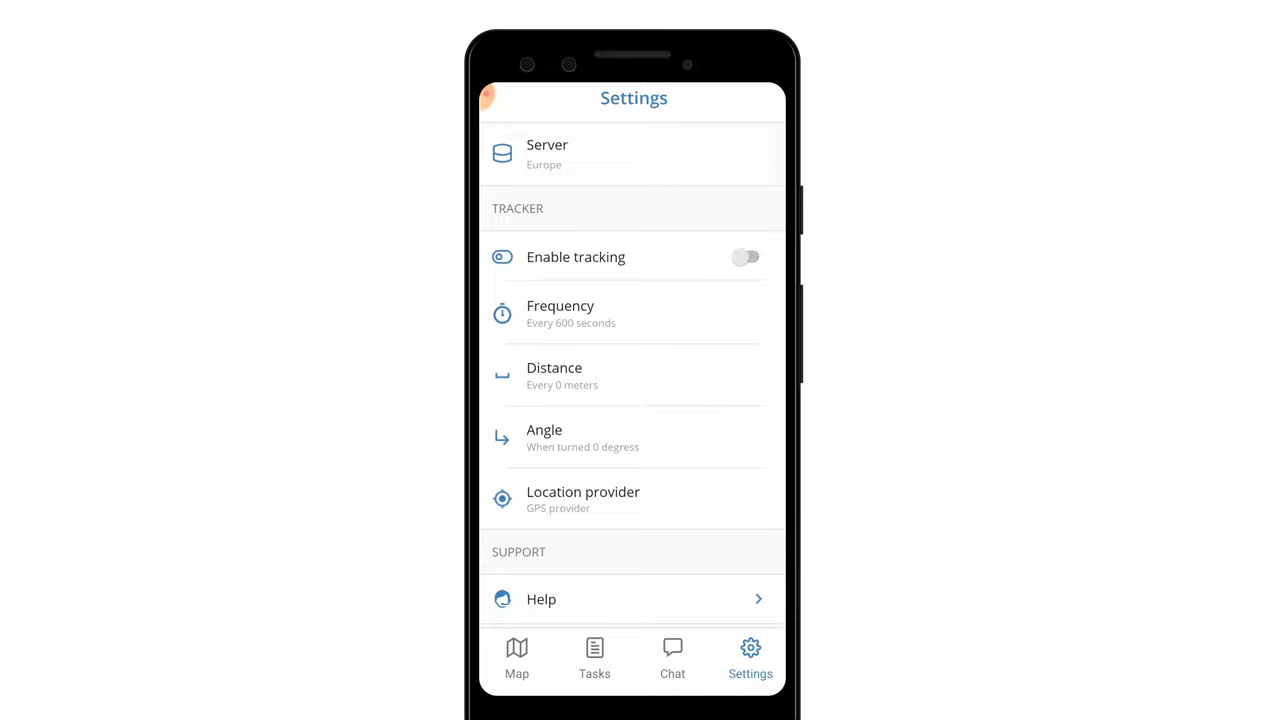 Settings
Server
Europe
TRACKER
Enable tracking
Frequency
Every 600 seconds
Distance
Every 0 meters
Angle
When turned 0 degress
Location provider
GPS provider
SUPPORT
Help
Map Tasks Chat Settings